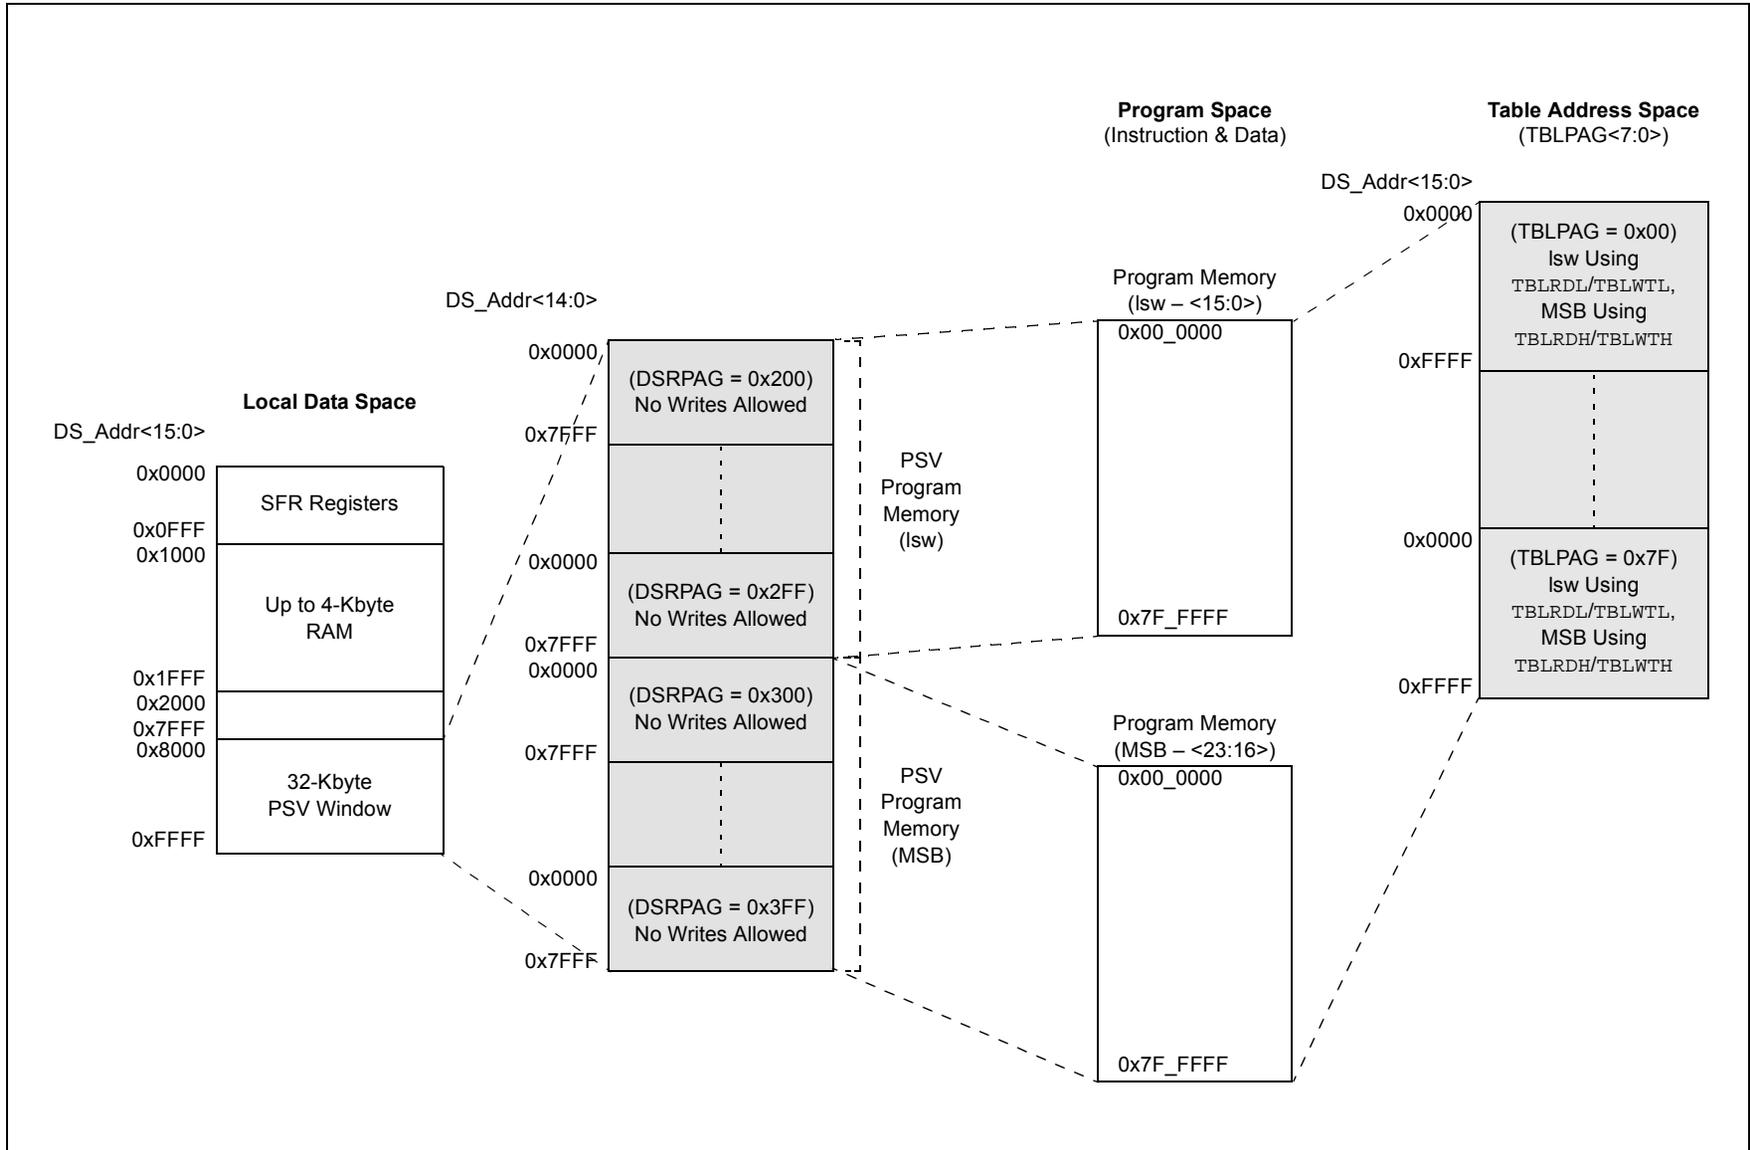 Program Space
(Instruction & Data)
Table Address Space
(TBLPAG<7:0>)
DS_Addr<15:0>
0x0000
(TBLPAG = 0x00)
lsw Using
TBLRDL/TBLWTL,
MSB Using
TBLRDH/TBLWTH
0xFFFF
0x0000
(TBLPAG = 0x7F)
lsw Using
TBLRDL/TBLWTL,
MSB Using
TBLRDH/TBLWTH
0xFFFF
Program Memory
(lsw – <15:0>)
0x00_0000
0x7F_FFFF
Program Memory
(MSB – <23:16>)
0x00_0000
0x7F_FFFF
DS_Addr<14:0>
0x0000
(DSRPAG = 0x200)
No Writes Allowed
0x7FFF
0x0000
(DSRPAG = 0x2FF)
No Writes Allowed
0x7FFF
0x0000
(DSRPAG = 0x300)
No Writes Allowed
0x7FFF
0x0000
(DSRPAG = 0x3FF)
No Writes Allowed
0x7FFF
PSV
Program
Memory
(lsw)
PSV
Program
Memory
(MSB)
Local Data Space
DS_Addr<15:0>
0x0000
SFR Registers
0x0FFF
0x1000
Up to 4-Kbyte
RAM
0x1FFF
0x2000
0x7FFF
0x8000
32-Kbyte
PSV Window
0xFFFF